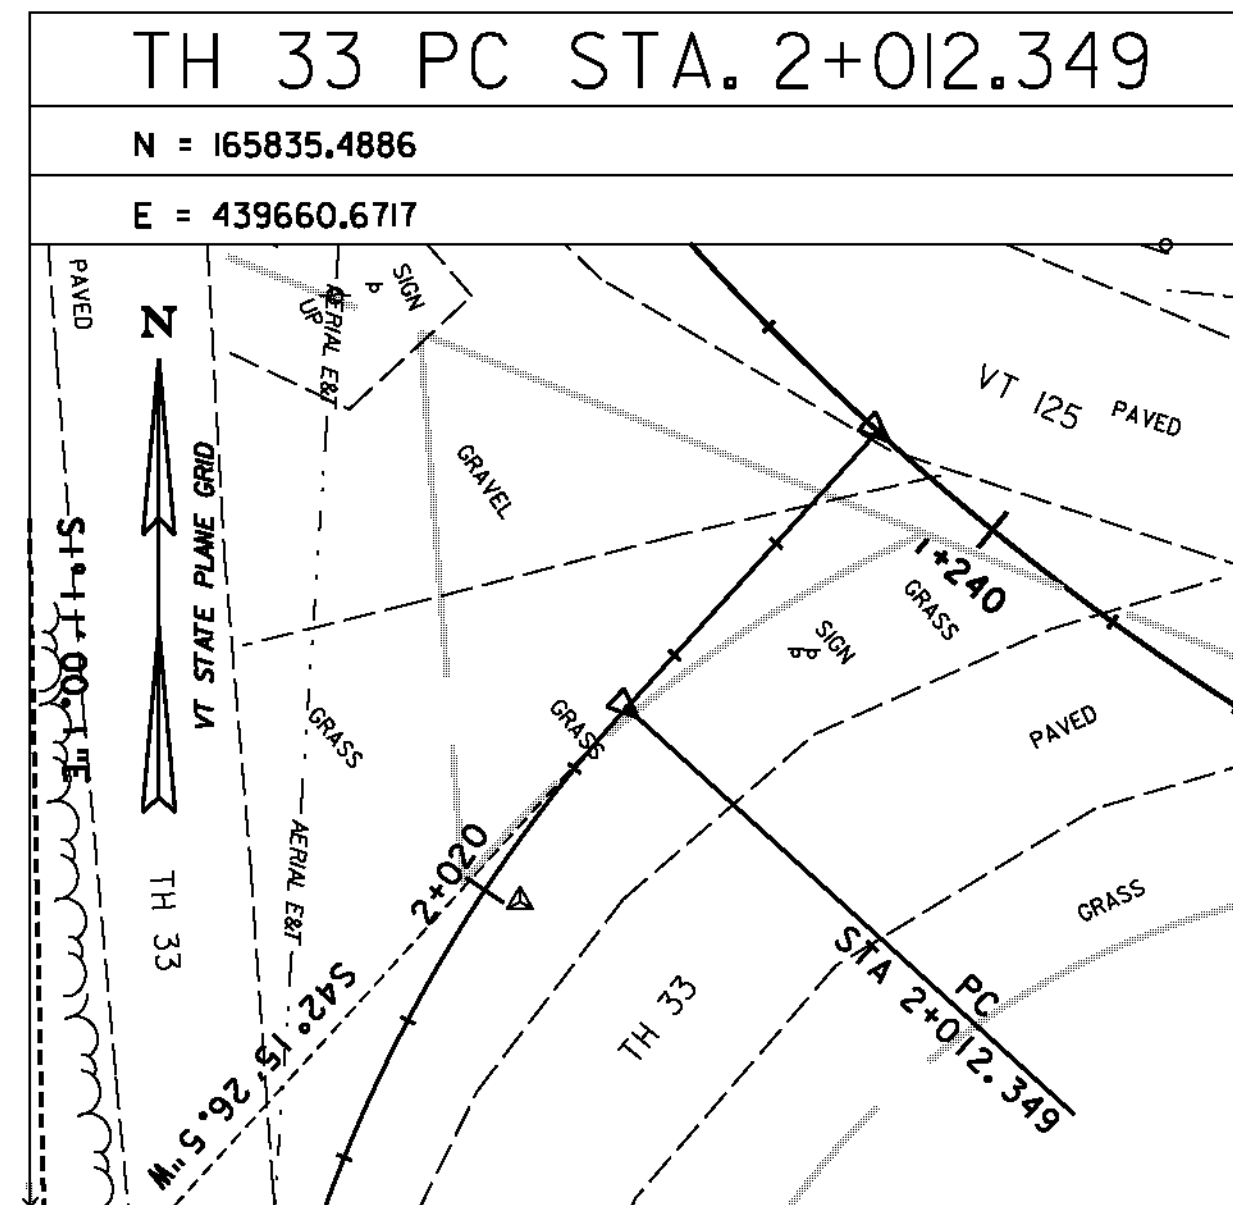 TH 33 PC STA. 2+012.349
N = 165835.4886
E = 439660.6717
PAVED
N
UP
AERIAL E&T
SIGN
VT 125
PAVED
GRAVEL
VT STATE PLANE GRID
1+240
GRASS
SIGN
GRASS
GRASS
PAVED
2+020
AERIAL E&T
TH 33
GRASS
S42° 15' 26.5"W
TH 33
PC
STA 2+012.349